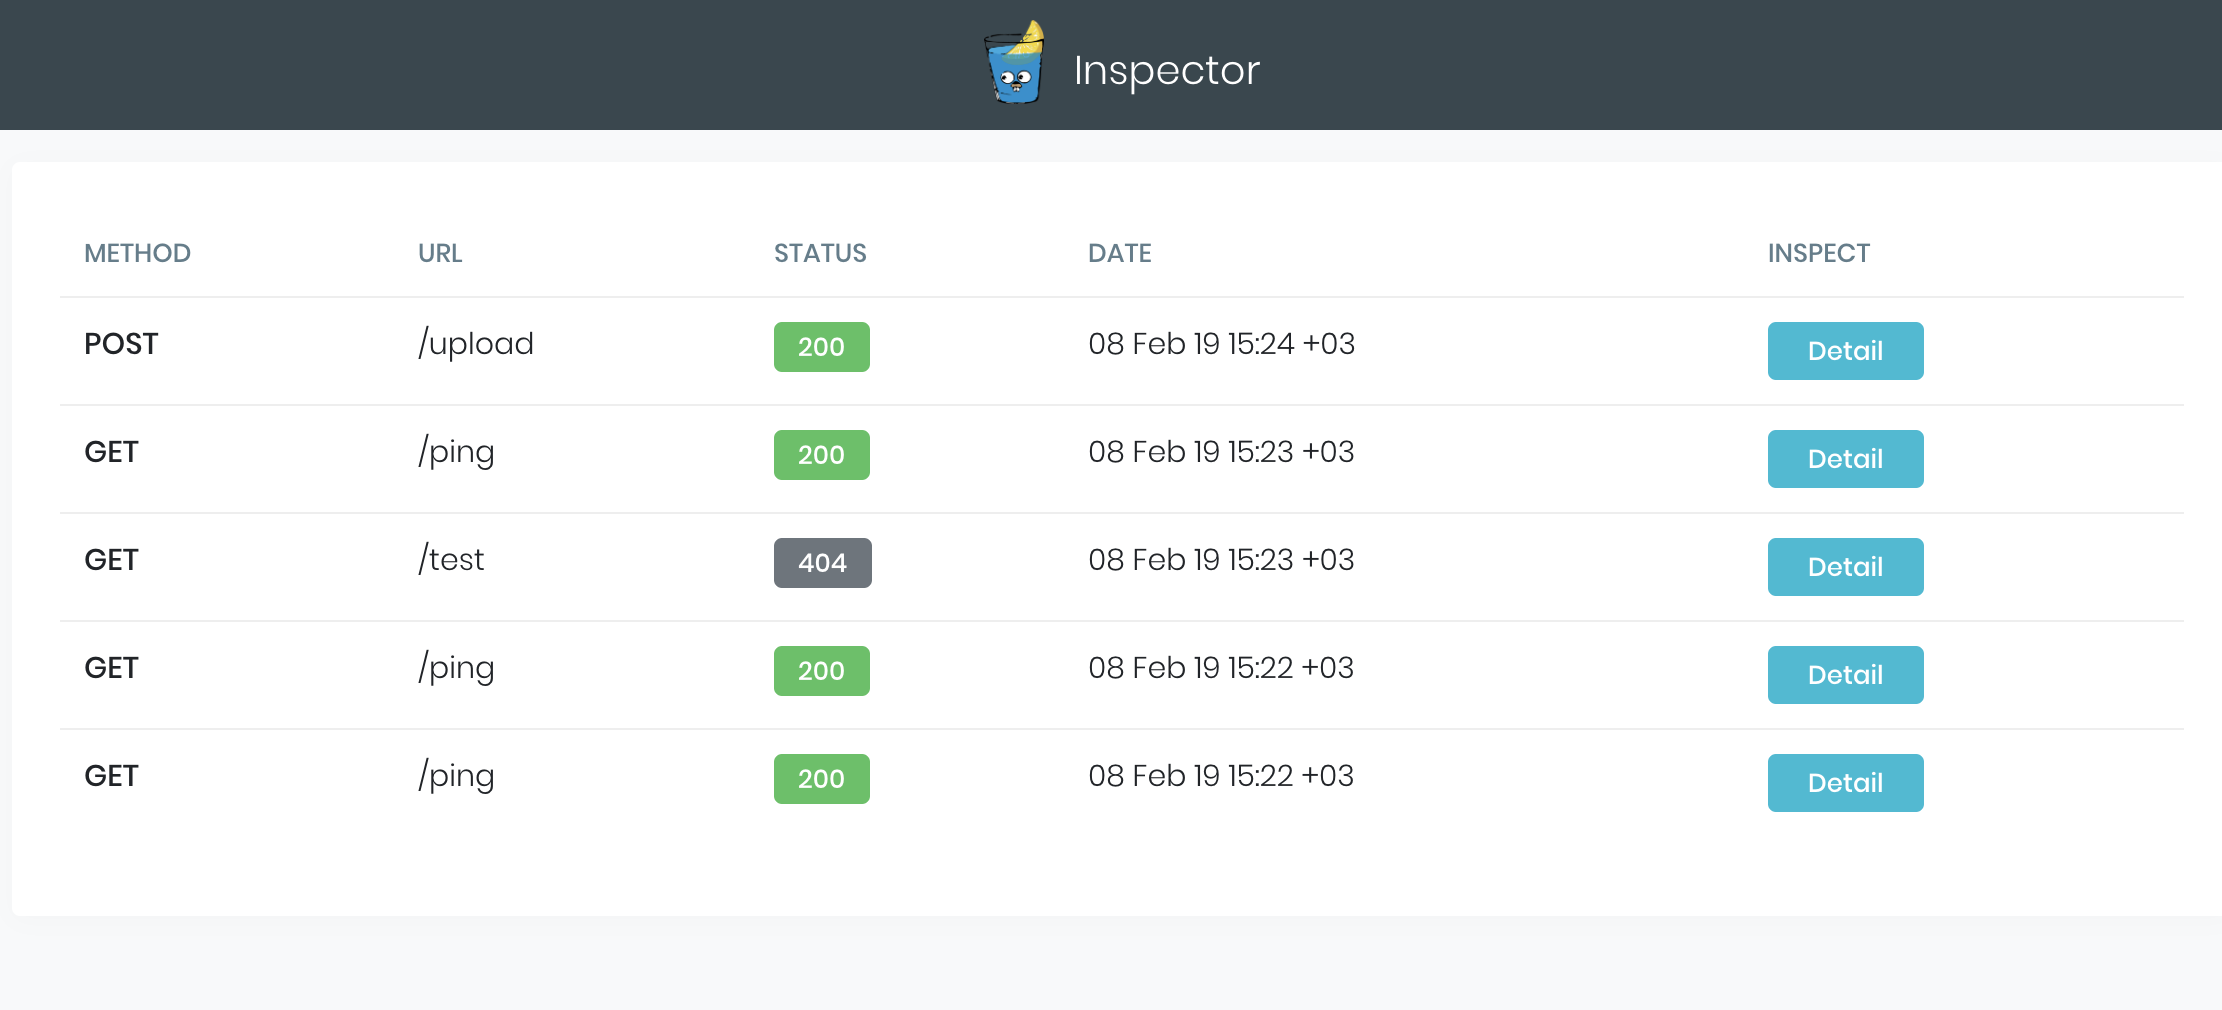 Inspector
METHOD URL STATUS DATE INSPECT
POST /upload 200 08 Feb 19 15:24 +03 Detail
GET /ping 200 08 Feb 19 15:23 +03 Detail
GET /test 404 08 Feb 19 15:23 +03 Detail
GET /ping 200 08 Feb 19 15:22 +03 Detail
GET /ping 200 08 Feb 19 15:22 +03 Detail